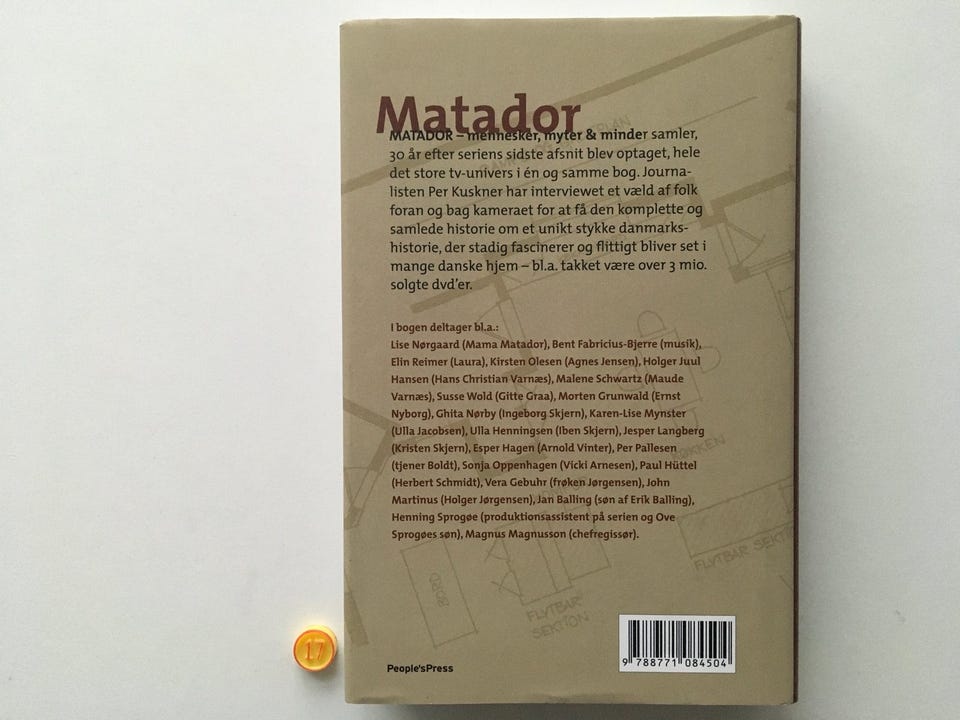 Matador
MATADOR – mennesker, myter & minder samler,
30 år efter seriens sidste afsnit blev optaget, hele
det store tv-univers i én og samme bog. Journa-
listen Per Kuskner har interviewet et væld af folk
foran og bag kameraet for at få den komplette og
samlede historie om et unikt stykke danmarks-
historie, der stadig fascinerer og flittigt bliver set i
mange danske hjem – bl.a. takket være over 3 mio.
solgte dvd'er.
I bogen deltager bl.a.:
Lise Nørgaard (Mama Matador), Bent Fabricius-Bjerre (musik),
Elin Reimer (Laura), Kirsten Olesen (Agnes Jensen), Holger Juul
Hansen (Hans Christian Varnæs), Malene Schwartz (Maude
Varnæs), Susse Wold (Gitte Graa), Morten Grunwald (Ernst
Nyborg), Ghita Nørby (Ingeborg Skjern), Karen-Lise Mynster
(Ulla Jacobsen), Ulla Henningsen (Iben Skjern), Jesper Langberg
(Kristen Skjern), Esper Hagen (Arnold Vinter), Per Pallesen
(tjener Boldt), Sonja Oppenhagen (Vicki Arnesen), Paul Hüttel
(Herbert Schmidt), Vera Gebuhr (frøken Jørgensen), John
Martinus (Holger Jørgensen), Jan Balling (søn af Erik Balling),
Henning Sprogøe (produktionsassistent på serien og Ove
Sprogøes søn), Magnus Magnusson (chefregissør).
KØKKEN
FLYTBAR SEKTION
BORD
FLYTBAR
SEKTION
17
People'sPress
9 788771 084504